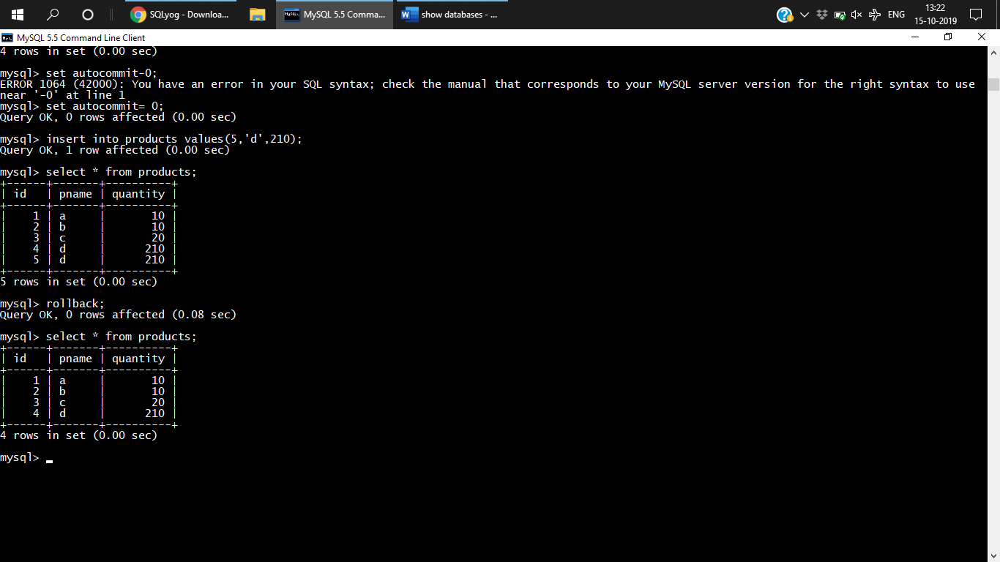 SQLyog - Downloa...
MySQL 5.5 Comma...
show databases - ...
ENG
13:22
15-10-2019
MySQL 5.5 Command Line Client
4 rows in set (0.00 sec)
mysql> set autocommit-0;
ERROR 1064 (42000): You have an error in your SQL syntax; check the manual that corresponds to your MySQL server version for the right syntax to use
near '-0' at line 1
mysql> set autocommit= 0;
Query OK, 0 rows affected (0.00 sec)
mysql> insert into products values(5,'d',210);
Query OK, 1 row affected (0.00 sec)
mysql> select * from products;
+------+-------+----------+
| id   | pname | quantity |
+------+-------+----------+
|    1 | a     |       10 |
|    2 | b     |       10 |
|    3 | c     |       20 |
|    4 | d     |      210 |
|    5 | d     |      210 |
+------+-------+----------+
5 rows in set (0.00 sec)
mysql> rollback;
Query OK, 0 rows affected (0.08 sec)
mysql> select * from products;
+------+-------+----------+
| id   | pname | quantity |
+------+-------+----------+
|    1 | a     |       10 |
|    2 | b     |       10 |
|    3 | c     |       20 |
|    4 | d     |      210 |
+------+-------+----------+
4 rows in set (0.00 sec)
mysql> _